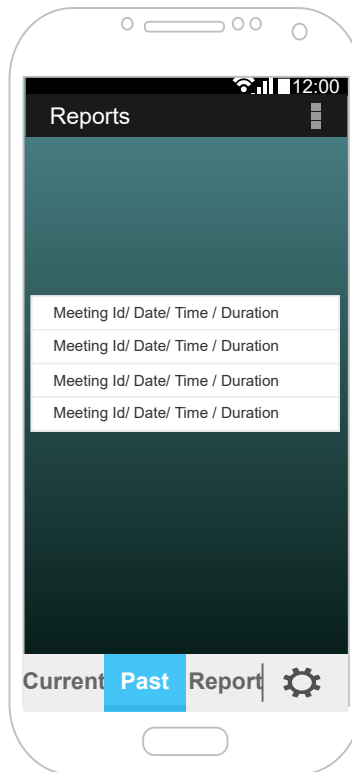 12:00
Reports
Meeting Id/ Date/ Time / Duration
Meeting Id/ Date/ Time / Duration
Meeting Id/ Date/ Time / Duration
Meeting Id/ Date/ Time / Duration
Current Past Report